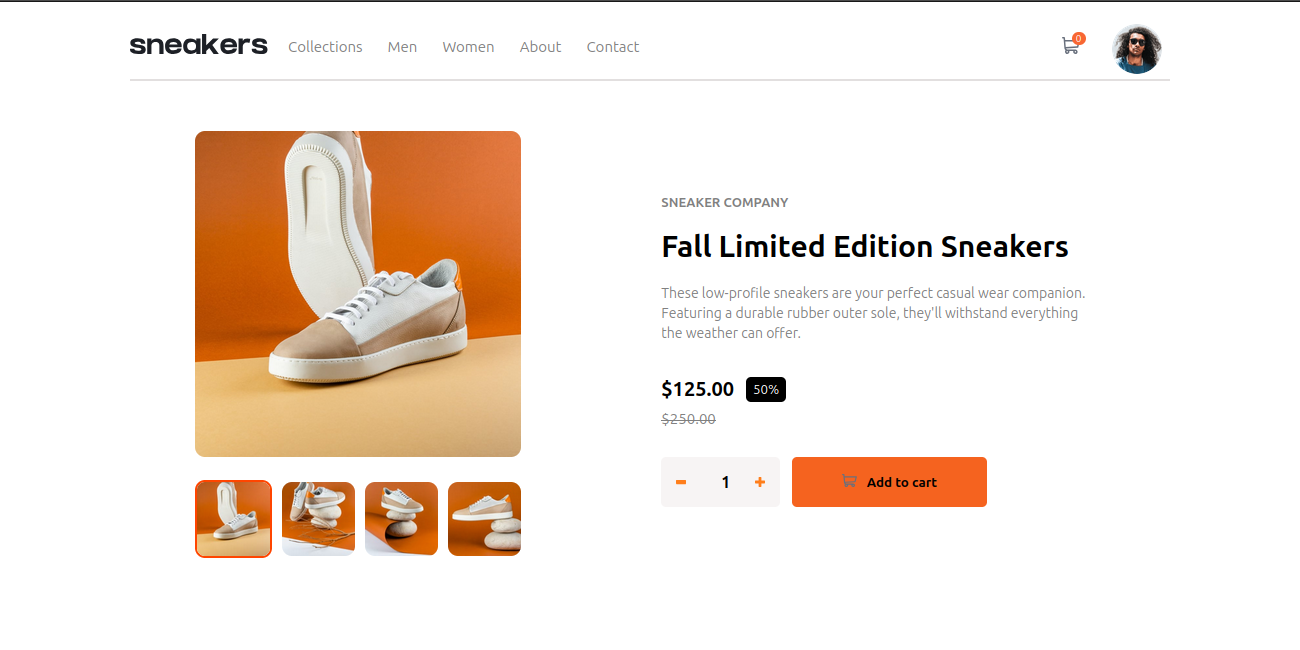 sneakers
Collections Men Women About Contact
0
SNEAKER COMPANY
Fall Limited Edition Sneakers
These low-profile sneakers are your perfect casual wear companion.
Featuring a durable rubber outer sole, they'll withstand everything
the weather can offer.
$125.00 50%
$250.00
1
Add to cart